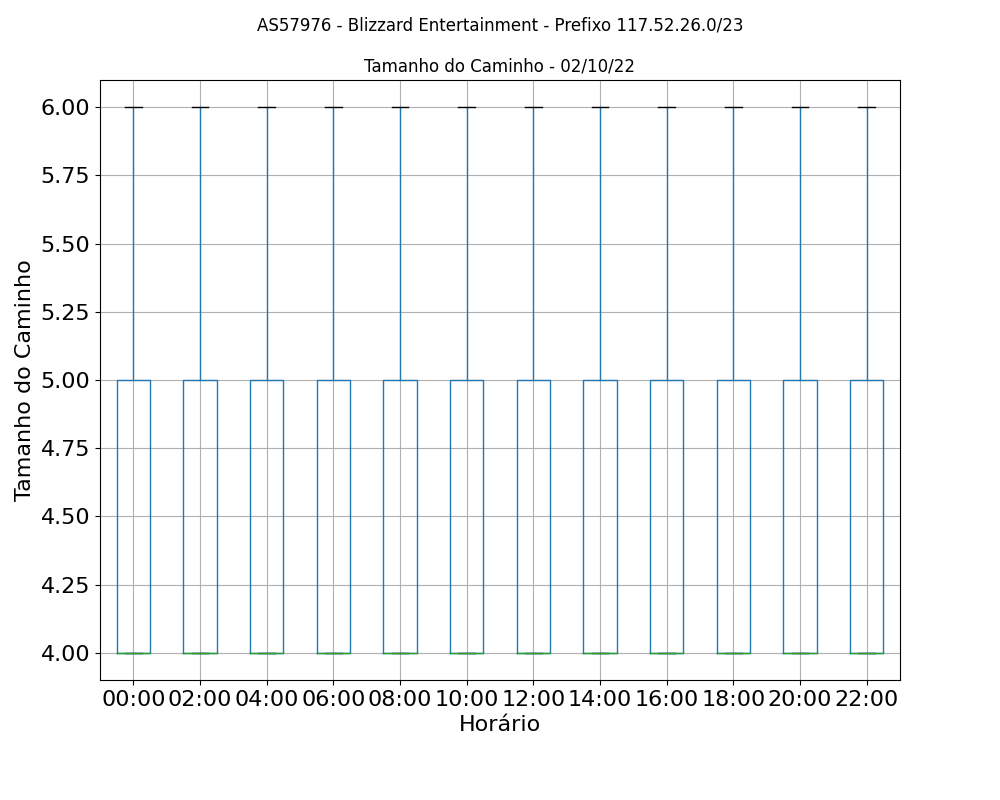 AS57976 - Blizzard Entertainment - Prefixo 117.52.26.0/23
Tamanho do Caminho - 02/10/22
6.00
5.75
5.50
5.25
5.00
4.75
4.50
4.25
4.00
Tamanho do Caminho
00:00 02:00 04:00 06:00 08:00 10:00 12:00 14:00 16:00 18:00 20:00 22:00
Horário